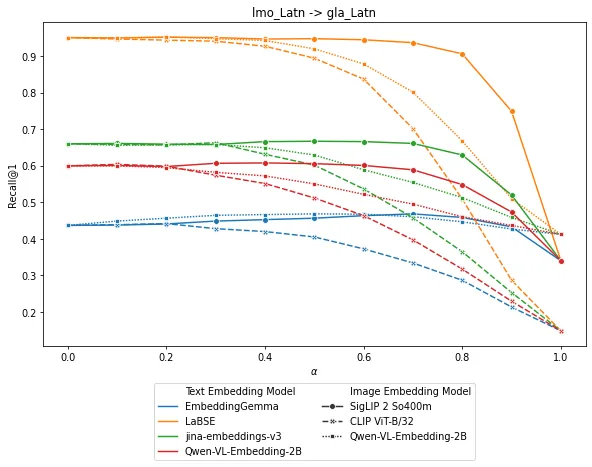 lmo_Latn -> gla_Latn
Recall@1
0.9
0.8
0.7
0.6
0.5
0.4
0.3
0.2
0.0 0.2 0.4 0.6 0.8 1.0
α
Text Embedding Model
EmbeddingGemma
LaBSE
jina-embeddings-v3
Qwen-VL-Embedding-2B
Image Embedding Model
SigLIP 2 So400m
CLIP ViT-B/32
Qwen-VL-Embedding-2B